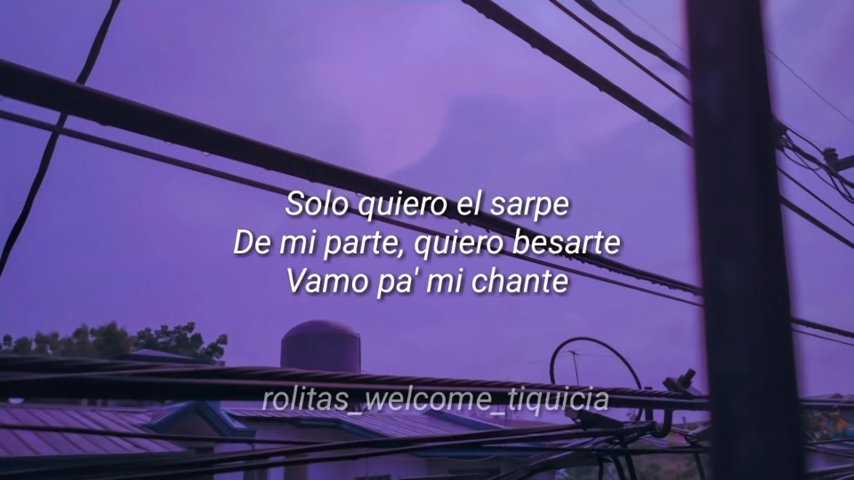 Solo quiero el sarpe
De mi parte, quiero besarte
Vamo pa' mi chante
rolitas_welcome_tiquicia